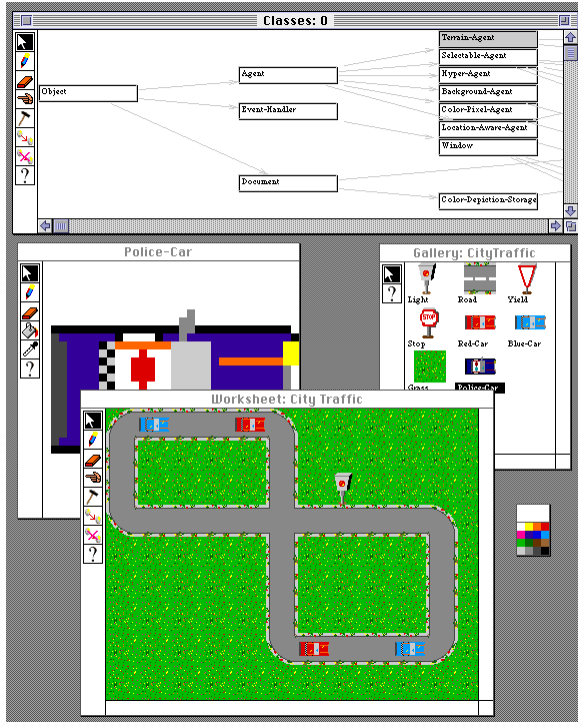 Classes: 0
Terrain-Agent
Selectable-Agent
Agent
Hyper-Agent
Object
Background-Agent
Event-Handler
Color-Pixel-Agent
Location-Aware-Agent
Window
Document
Color-Depiction-Storage
?
Police-Car
?
Gallery: CityTraffic
?
Light
Road
Yield
STOP
Stop
Red-Car
Blue-Car
Grass
Police-Car
Worksheet: City Traffic
?